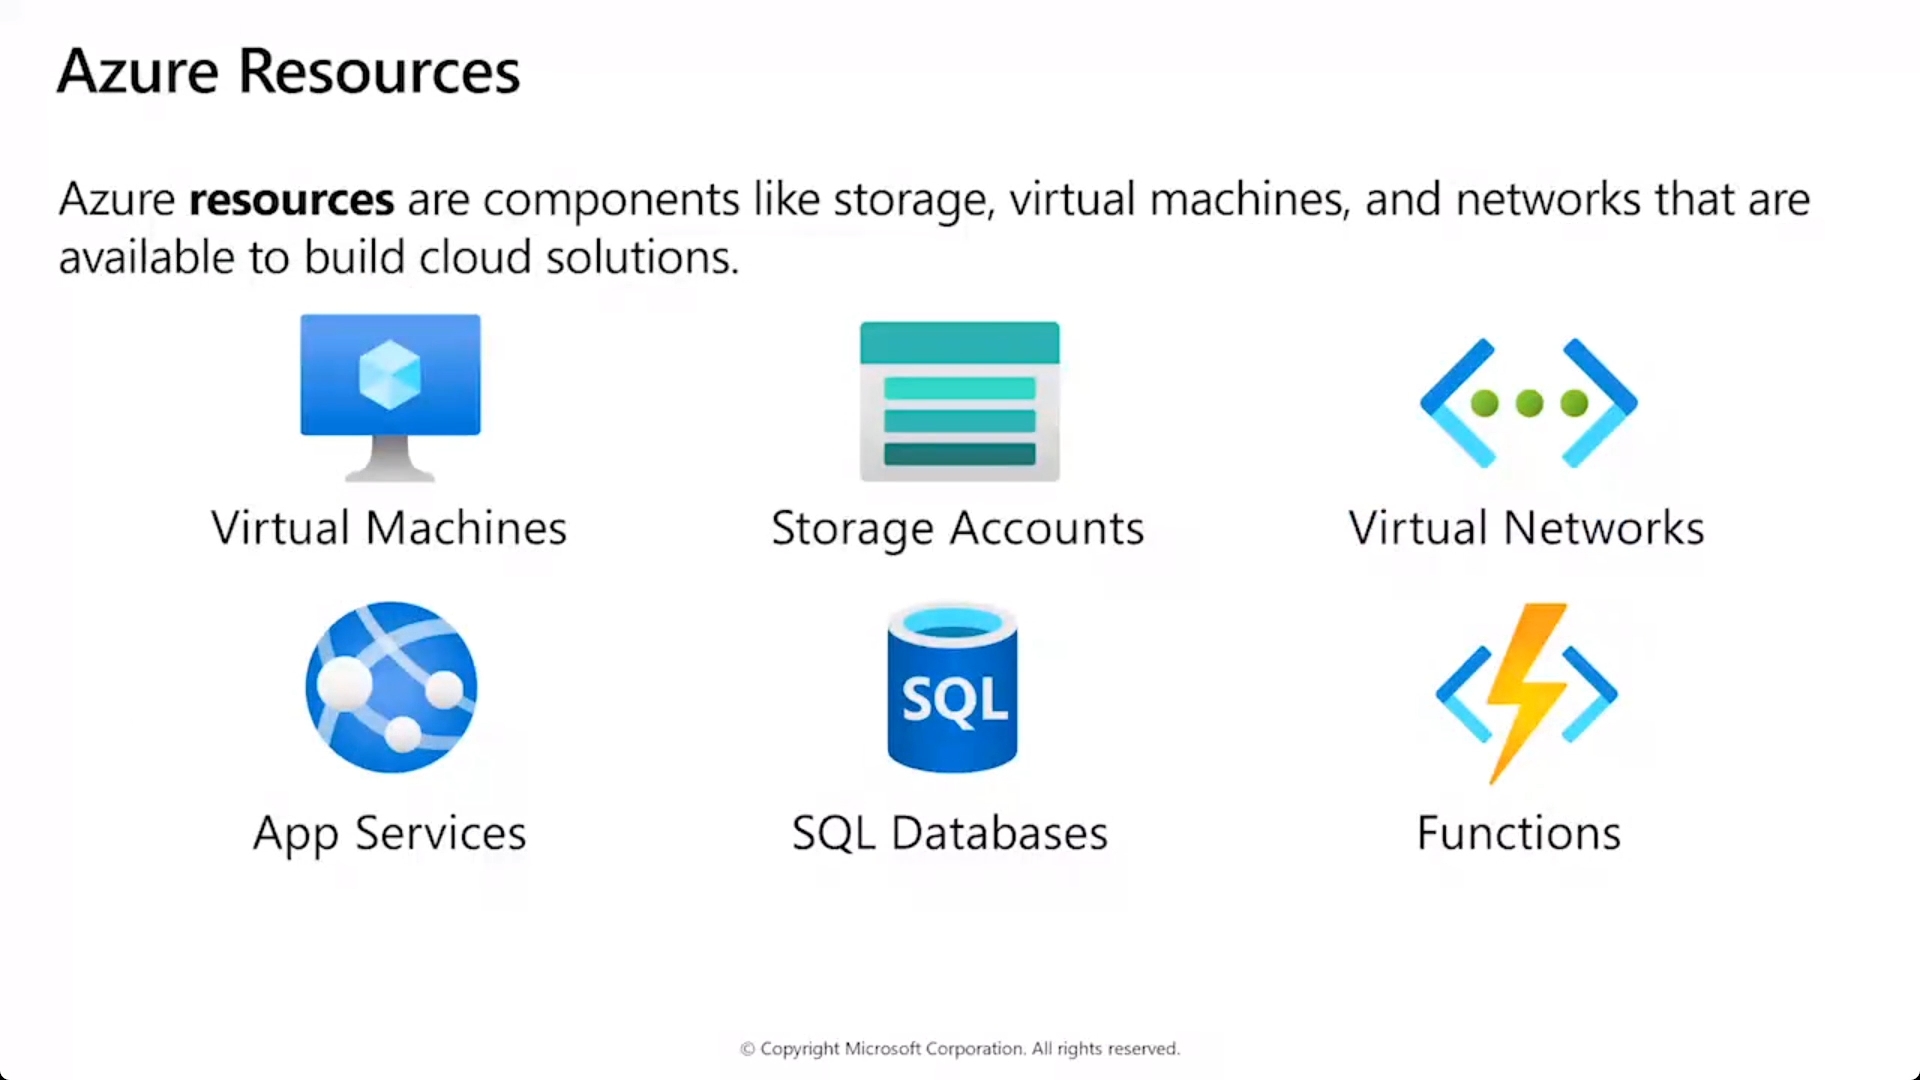 Azure Resources
Azure resources are components like storage, virtual machines, and networks that are
available to build cloud solutions.
Virtual Machines
Storage Accounts
Virtual Networks
App Services
SQL
SQL Databases
Functions
© Copyright Microsoft Corporation. All rights reserved.